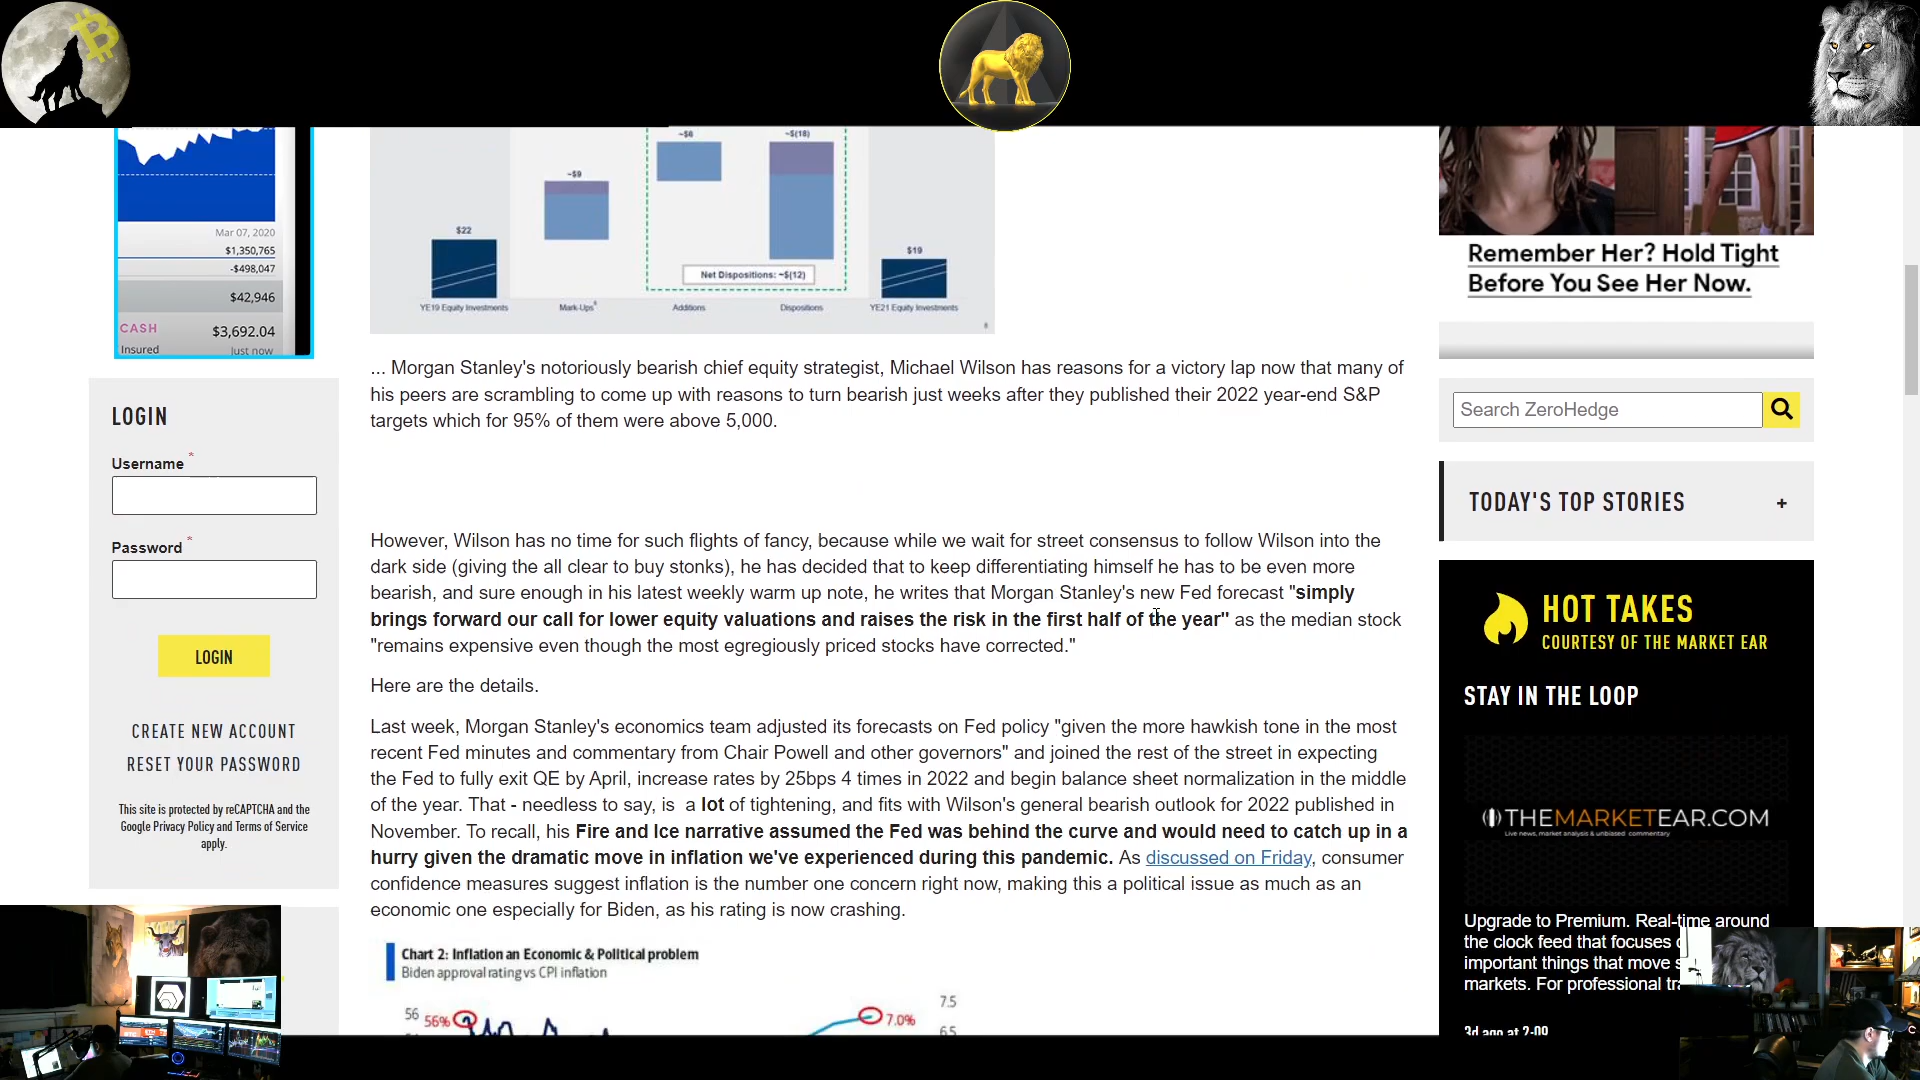 ~$6
~$(18)
~$9
$22
$19
Net Dispositions: ~$(12)
YE19 Equity Investments
Mark-Ups
Additions
Dispositions
YE21 Equity Investments
8
Mar 07, 2020
$1,350,765
-$498,047
$42,946
CASH $3,692.04
Insured Just now
LOGIN
Username *
Password *
LOGIN
CREATE NEW ACCOUNT
RESET YOUR PASSWORD
This site is protected by reCAPTCHA and the
Google Privacy Policy and Terms of Service
apply.
... Morgan Stanley's notoriously bearish chief equity strategist, Michael Wilson has reasons for a victory lap now that many of
his peers are scrambling to come up with reasons to turn bearish just weeks after they published their 2022 year-end S&P
targets which for 95% of them were above 5,000.
However, Wilson has no time for such flights of fancy, because while we wait for street consensus to follow Wilson into the
dark side (giving the all clear to buy stonks), he has decided that to keep differentiating himself he has to be even more
bearish, and sure enough in his latest weekly warm up note, he writes that Morgan Stanley's new Fed forecast "simply
brings forward our call for lower equity valuations and raises the risk in the first half of the year" as the median stock
"remains expensive even though the most egregiously priced stocks have corrected."
Here are the details.
Last week, Morgan Stanley's economics team adjusted its forecasts on Fed policy "given the more hawkish tone in the most
recent Fed minutes and commentary from Chair Powell and other governors" and joined the rest of the street in expecting
the Fed to fully exit QE by April, increase rates by 25bps 4 times in 2022 and begin balance sheet normalization in the middle
of the year. That - needless to say, is a lot of tightening, and fits with Wilson's general bearish outlook for 2022 published in
November. To recall, his Fire and Ice narrative assumed the Fed was behind the curve and would need to catch up in a
hurry given the dramatic move in inflation we've experienced during this pandemic. As discussed on Friday, consumer
confidence measures suggest inflation is the number one concern right now, making this a political issue as much as an
economic one especially for Biden, as his rating is now crashing.
Chart 2: Inflation an Economic & Political problem
Biden approval rating vs CPI inflation
56 56% 7.0% 7.5
6.5
Remember Her? Hold Tight
Before You See Her Now.
Search ZeroHedge
TODAY'S TOP STORIES +
HOT TAKES
COURTESY OF THE MARKET EAR
STAY IN THE LOOP
THEMARKETEAR.COM
Live news, market analysis & unbiased commentary
Upgrade to Premium. Real-time around
the clock feed that focuses
important things that move
markets. For professional
3d ago at 2:09